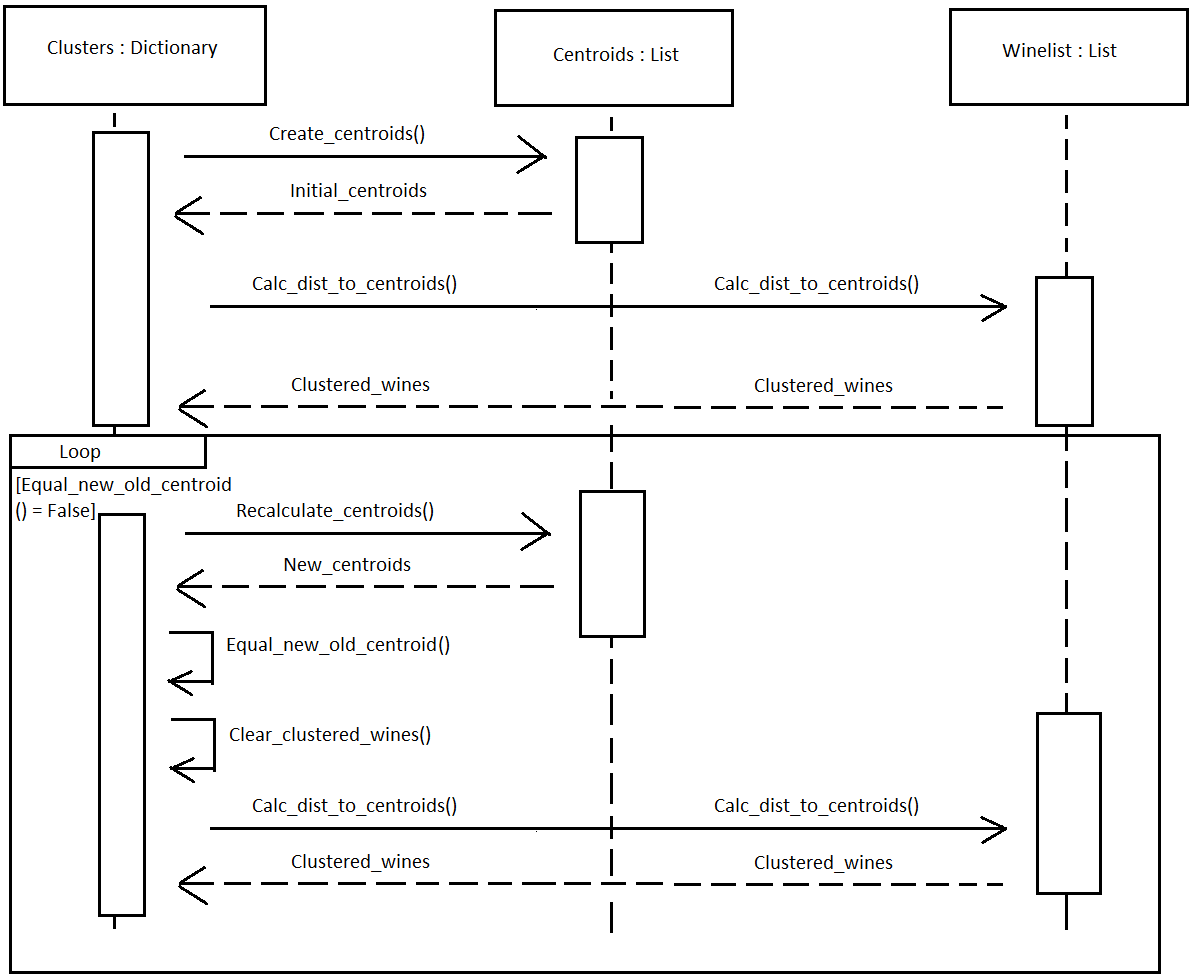 Clusters : Dictionary
Centroids : List
Winelist : List
Create_centroids()
Initial_centroids
Calc_dist_to_centroids()
Calc_dist_to_centroids()
Clustered_wines
Clustered_wines
Loop
[Equal_new_old_centroid
() = False]
Recalculate_centroids()
New_centroids
Equal_new_old_centroid()
Clear_clustered_wines()
Calc_dist_to_centroids()
Calc_dist_to_centroids()
Clustered_wines
Clustered_wines